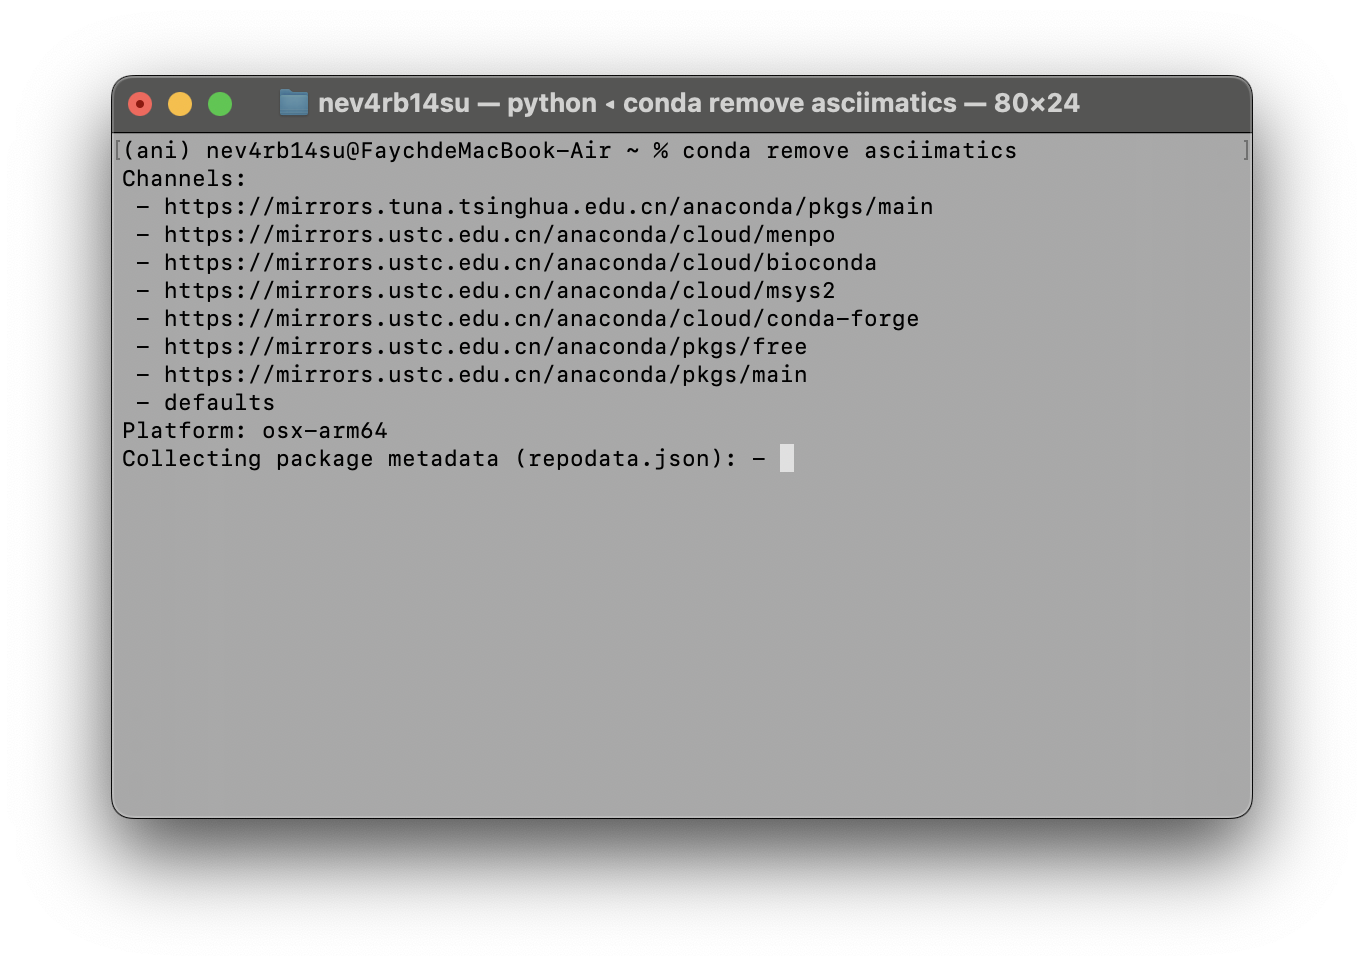 nev4rb14su — python ◂ conda remove asciimatics — 80×24
[(ani) nev4rb14su@FaychdeMacBook-Air ~ % conda remove asciimatics ]
Channels:
 - https://mirrors.tuna.tsinghua.edu.cn/anaconda/pkgs/main
 - https://mirrors.ustc.edu.cn/anaconda/cloud/menpo
 - https://mirrors.ustc.edu.cn/anaconda/cloud/bioconda
 - https://mirrors.ustc.edu.cn/anaconda/cloud/msys2
 - https://mirrors.ustc.edu.cn/anaconda/cloud/conda-forge
 - https://mirrors.ustc.edu.cn/anaconda/pkgs/free
 - https://mirrors.ustc.edu.cn/anaconda/pkgs/main
 - defaults
Platform: osx-arm64
Collecting package metadata (repodata.json): -